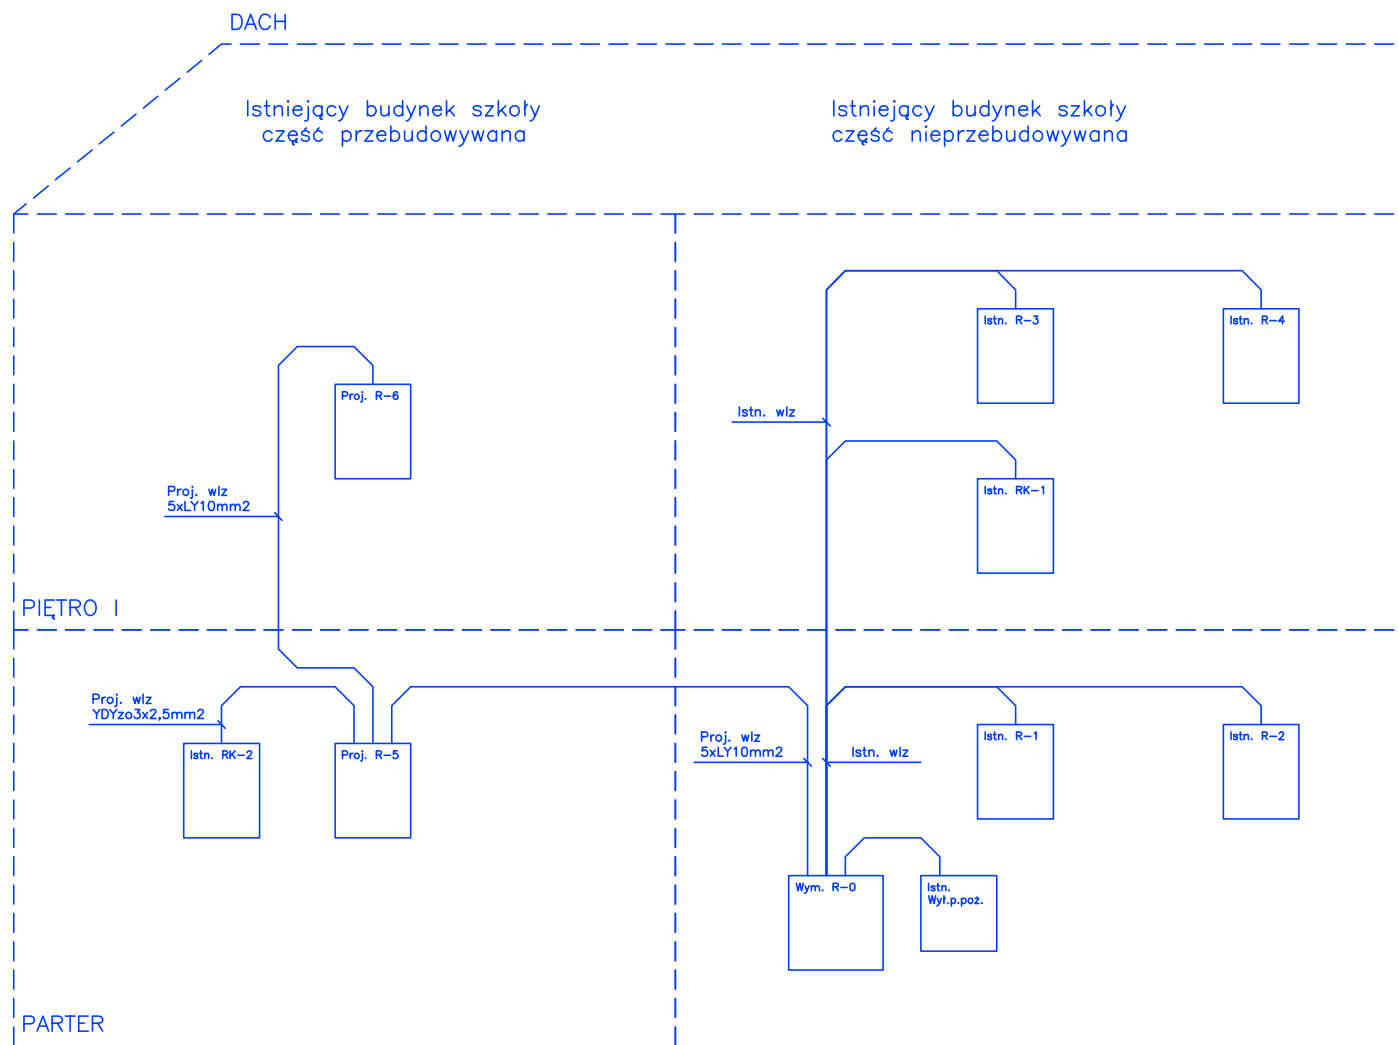 DACH
Istniejący budynek szkoły
część przebudowywana
Istniejący budynek szkoły
część nieprzebudowywana
Istn. R-3
Istn. R-4
Proj. R-6
Istn. wlz
Istn. RK-1
Proj. wlz
5xLY10mm2
PIĘTRO I
Proj. wlz
YDYżo3x2,5mm2
Istn. RK-2
Proj. R-5
Proj. wlz
5xLY10mm2
Istn. wlz
Istn. R-1
Istn. R-2
Wym. R-0
Istn.
Wył.p.poż.
PARTER